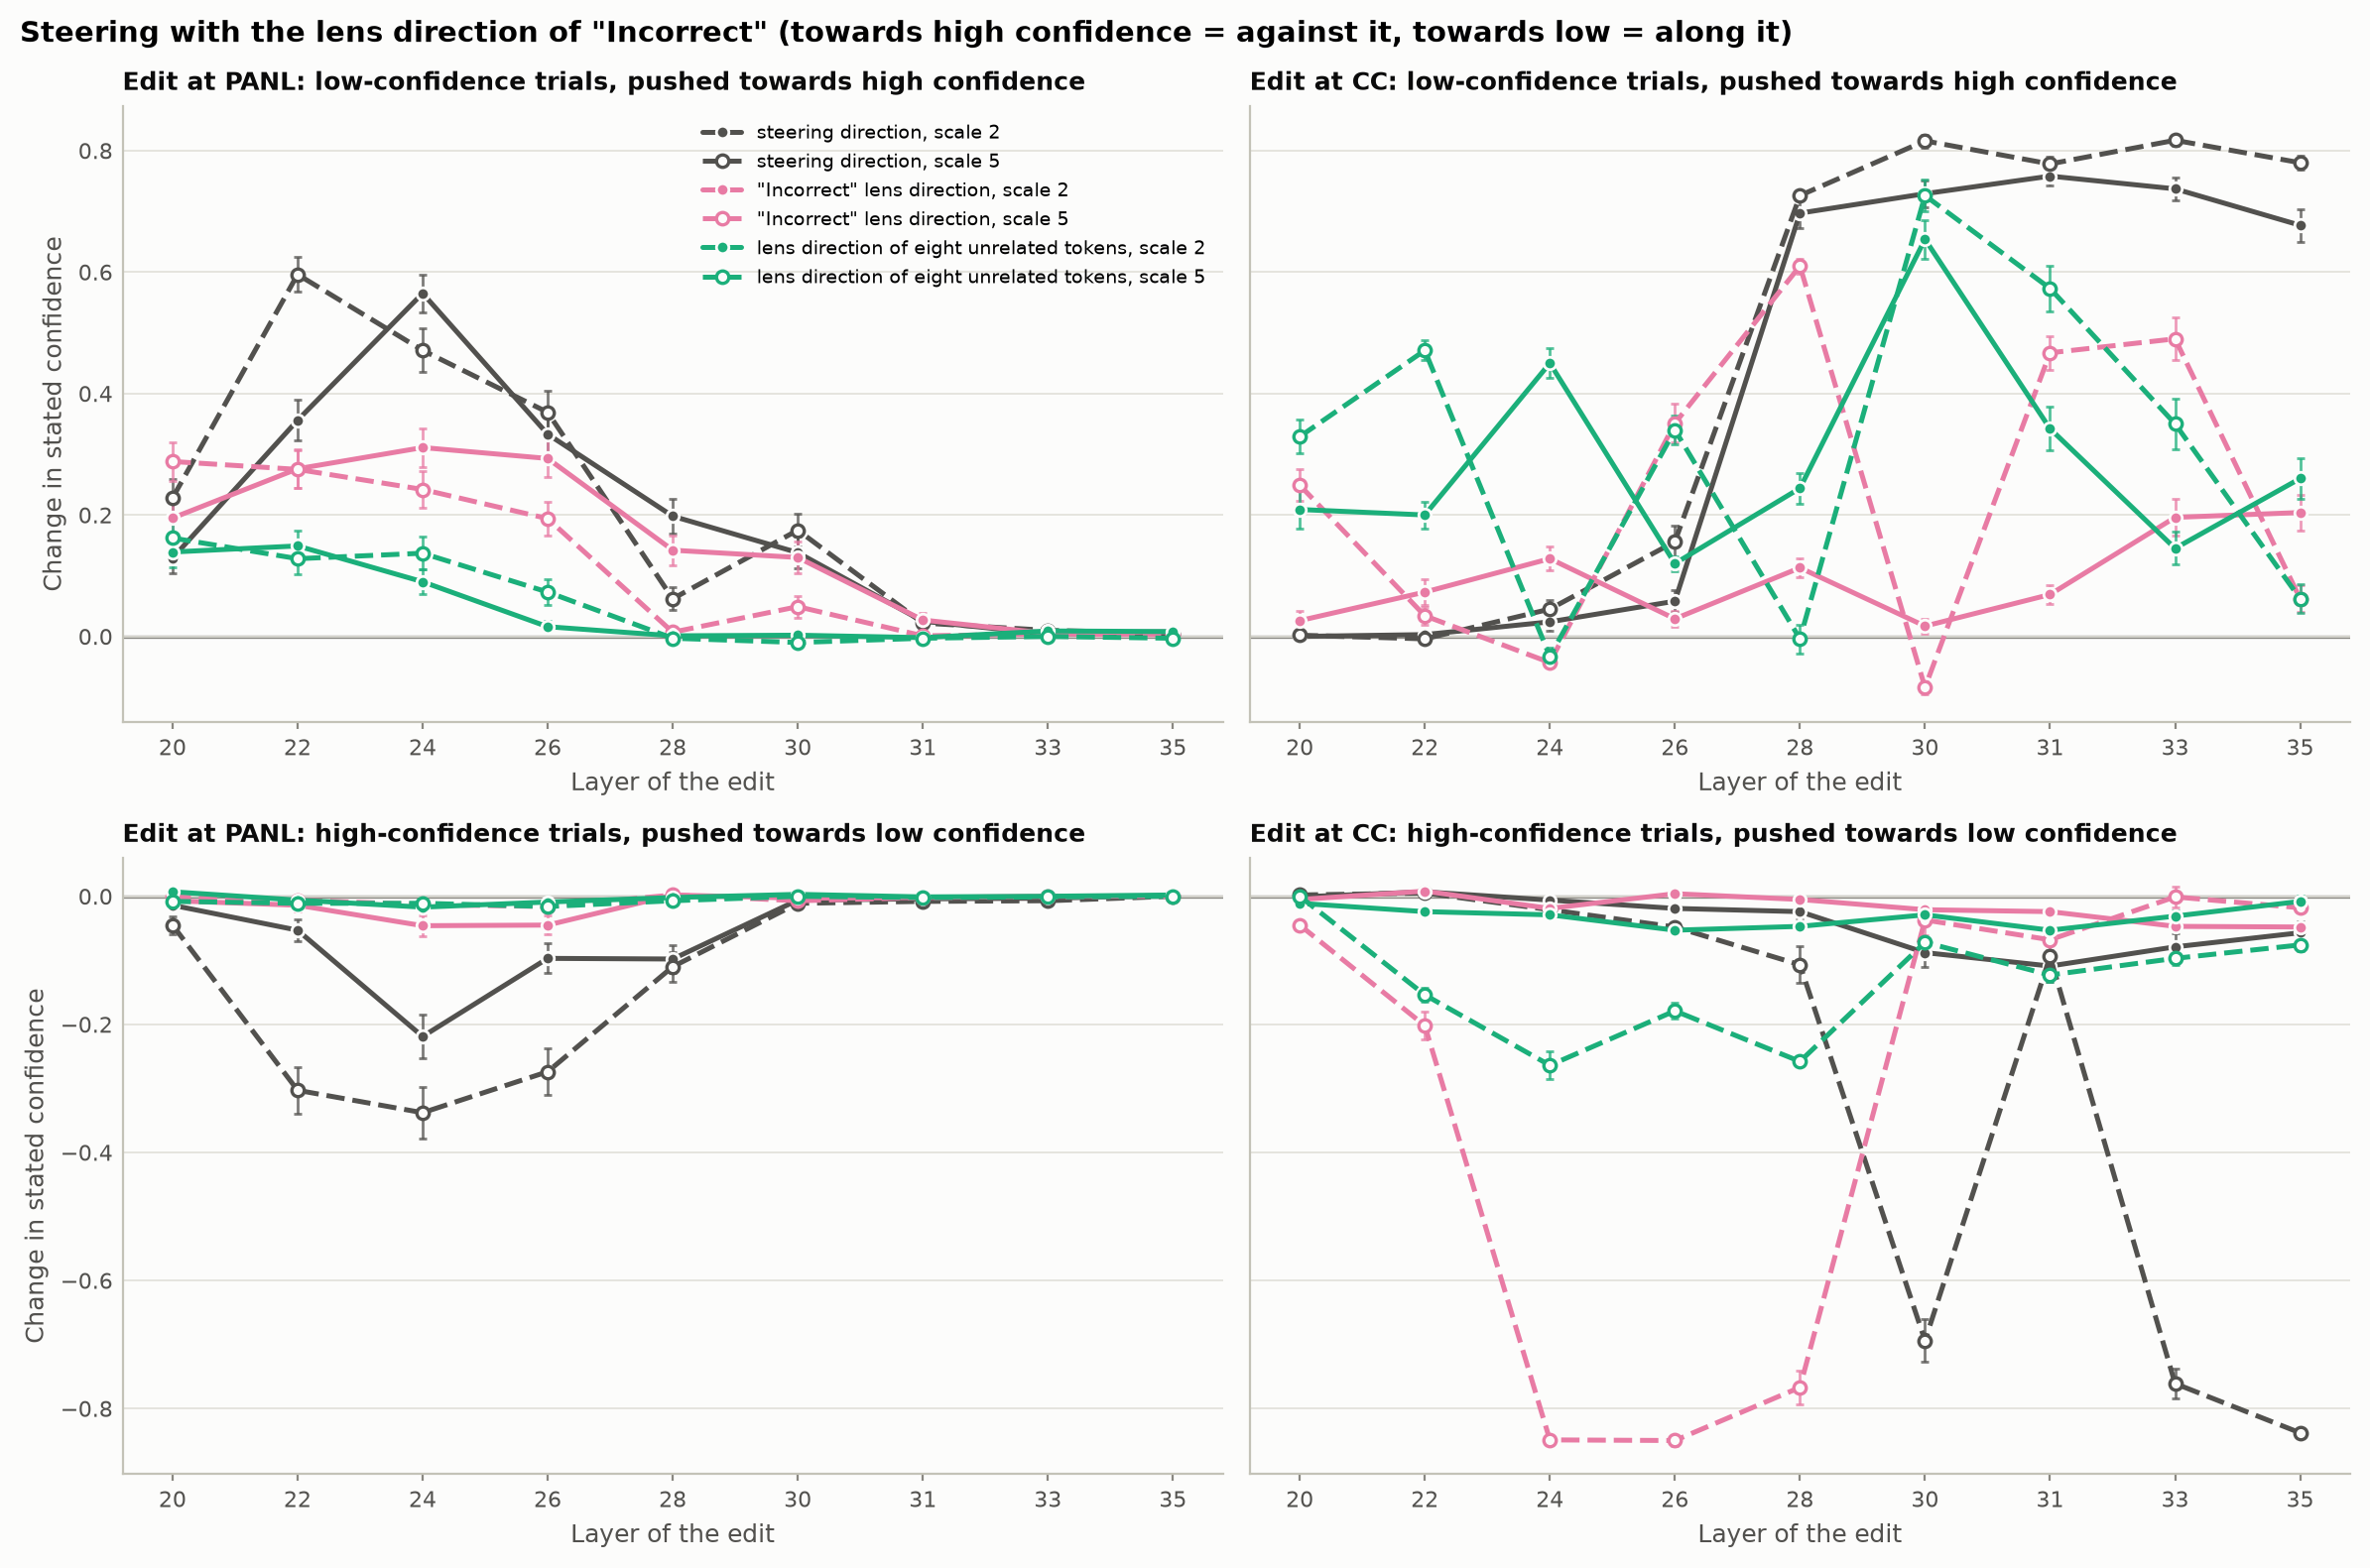 Steering with the lens direction of "Incorrect" (towards high confidence = against it, towards low = along it)
Edit at PANL: low-confidence trials, pushed towards high confidence
Change in stated confidence
0.8
0.6
0.4
0.2
0.0
steering direction, scale 2
steering direction, scale 5
"Incorrect" lens direction, scale 2
"Incorrect" lens direction, scale 5
lens direction of eight unrelated tokens, scale 2
lens direction of eight unrelated tokens, scale 5
20 22 24 26 28 30 31 33 35
Layer of the edit
Edit at CC: low-confidence trials, pushed towards high confidence
20 22 24 26 28 30 31 33 35
Layer of the edit
Edit at PANL: high-confidence trials, pushed towards low confidence
Change in stated confidence
0.0
−0.2
−0.4
−0.6
−0.8
20 22 24 26 28 30 31 33 35
Layer of the edit
Edit at CC: high-confidence trials, pushed towards low confidence
20 22 24 26 28 30 31 33 35
Layer of the edit